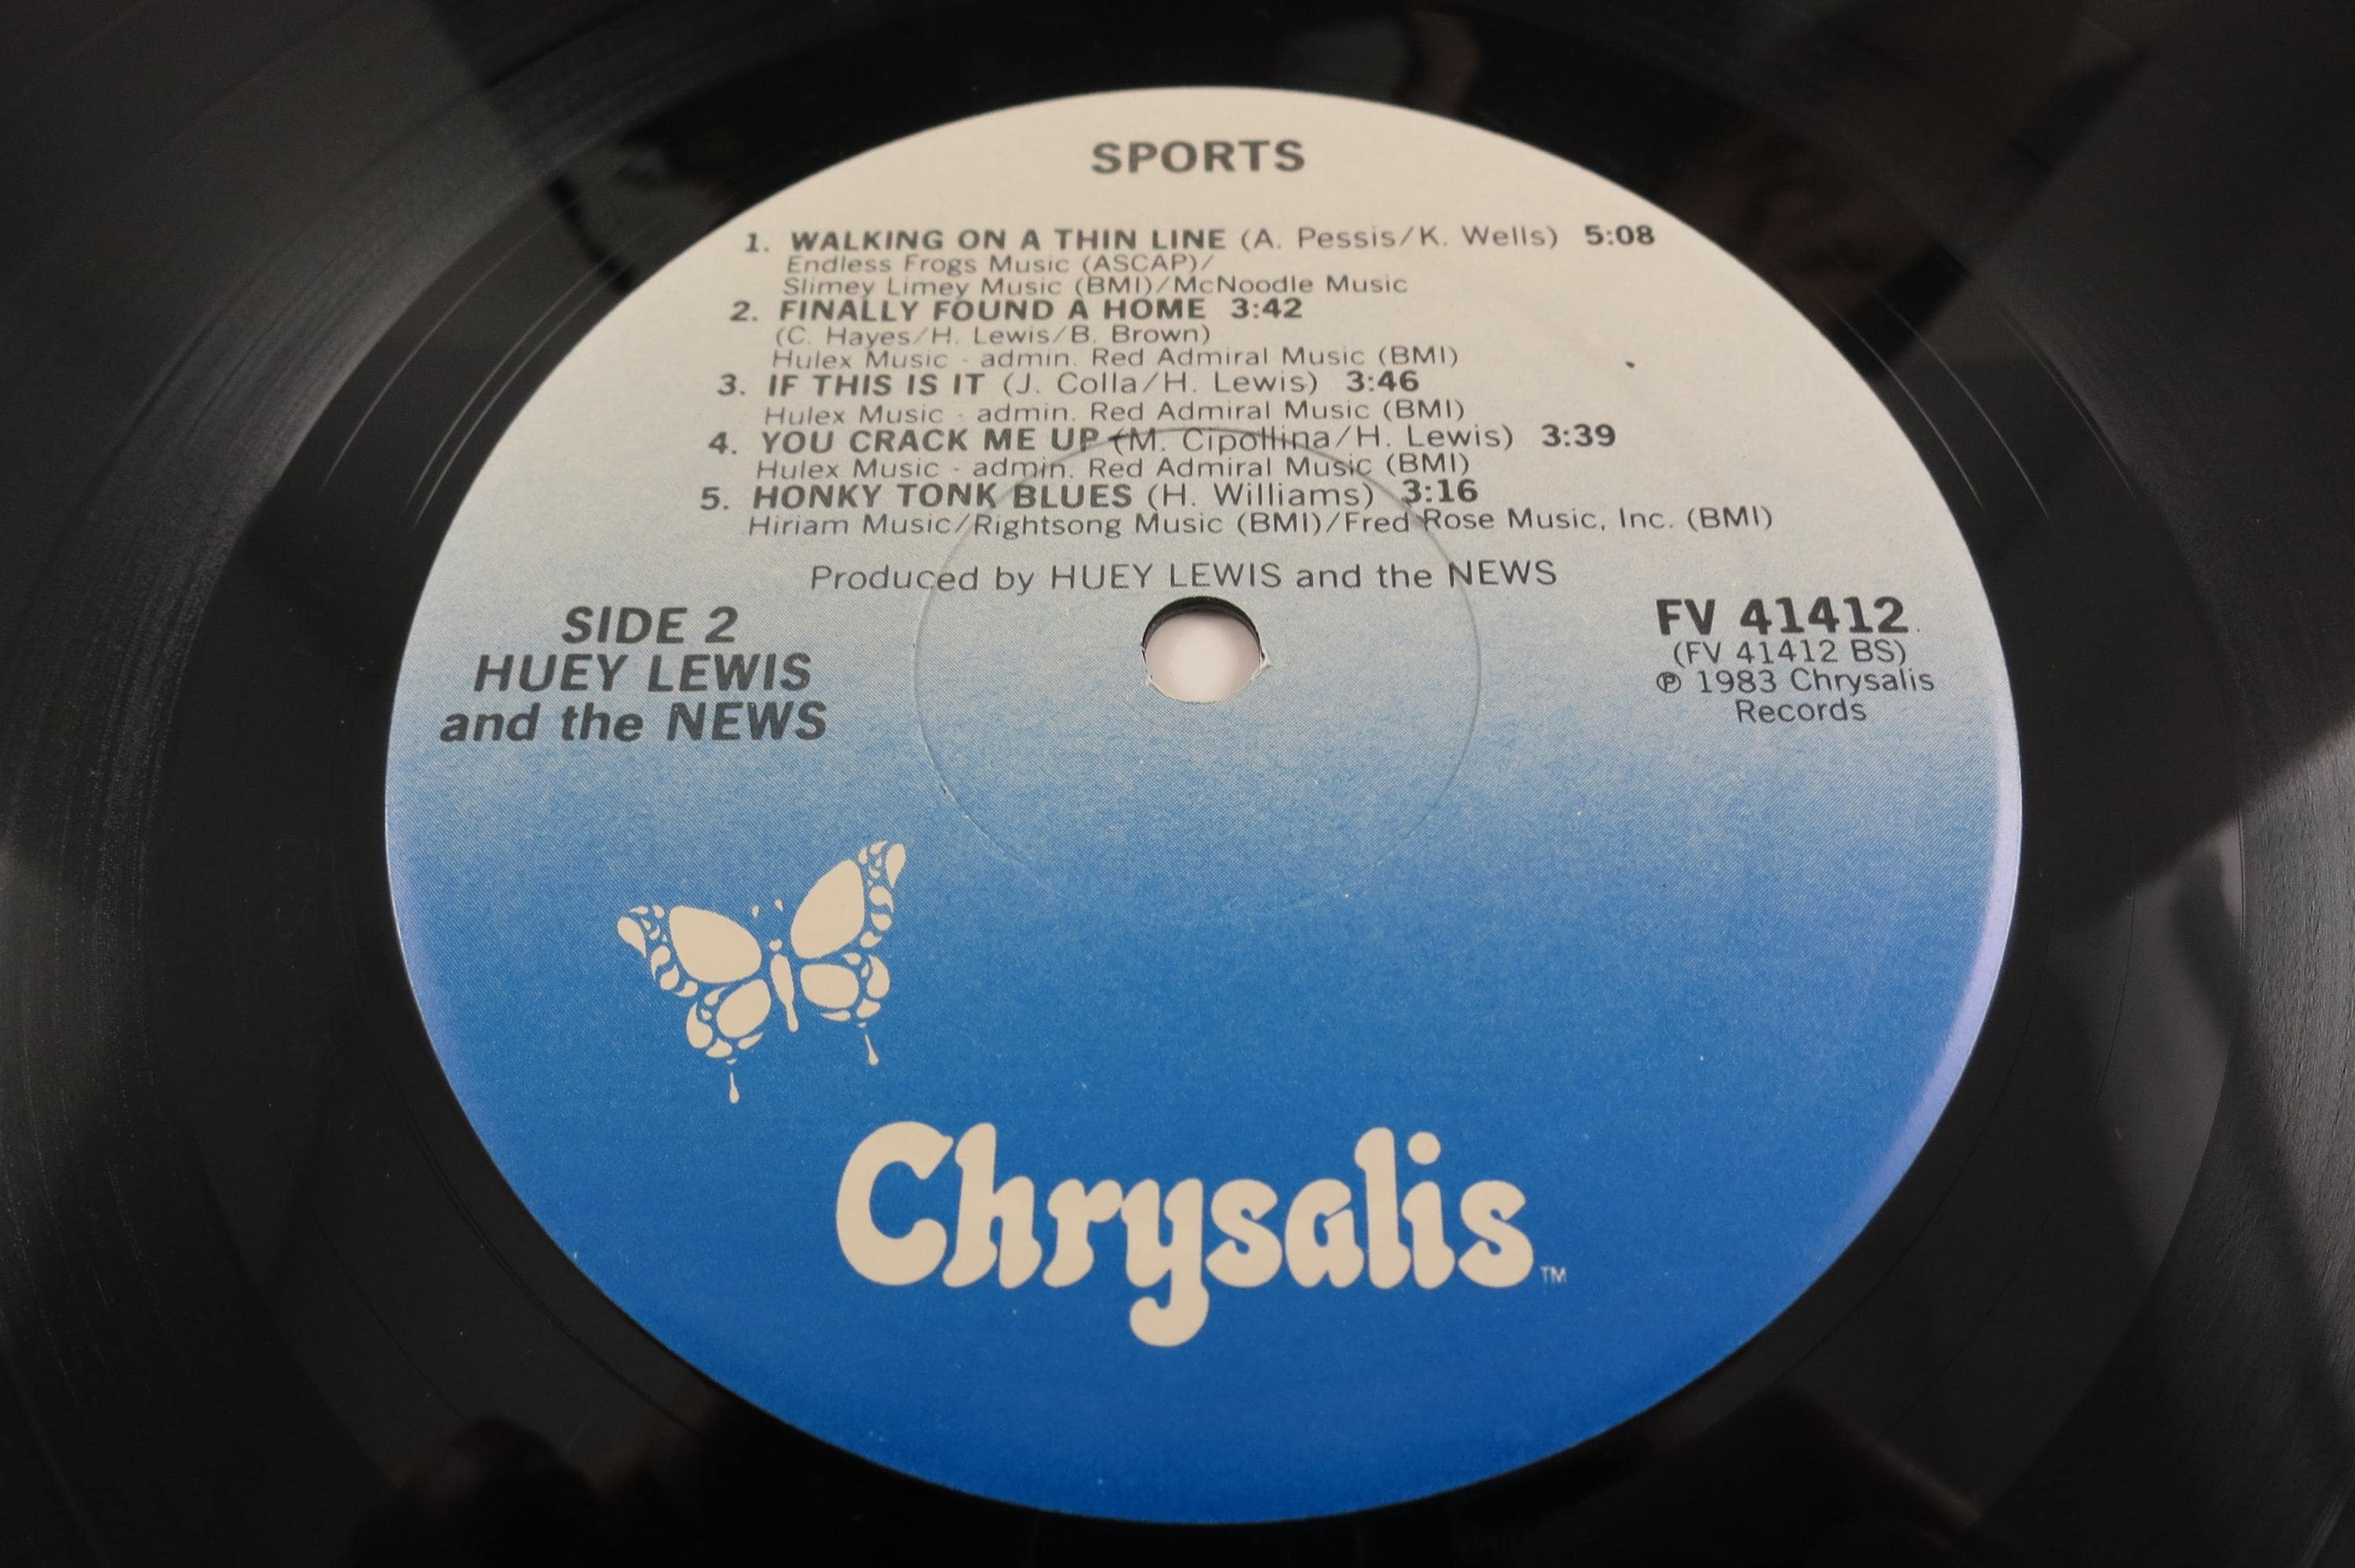 SPORTS
1. WALKING ON A THIN LINE (A. Pessis/K. Wells) 5:08
Endless Frogs Music (ASCAP)/
Slimey Limey Music (BMI)/McNoodle Music
2. FINALLY FOUND A HOME 3:42
(C. Hayes/H. Lewis/B. Brown)
Hulex Music - admin. Red Admiral Music (BMI)
3. IF THIS IS IT (J. Colla/H. Lewis) 3:46
Hulex Music - admin. Red Admiral Music (BMI)
4. YOU CRACK ME UP (M. Cipollina/H. Lewis) 3:39
Hulex Music - admin. Red Admiral Music (BMI)
5. HONKY TONK BLUES (H. Williams) 3:16
Hiriam Music/Rightsong Music (BMI)/Fred Rose Music, Inc. (BMI)
Produced by HUEY LEWIS and the NEWS
SIDE 2
HUEY LEWIS
and the NEWS
FV 41412
(FV 41412 BS)
℗ 1983 Chrysalis
Records
Chrysalis™